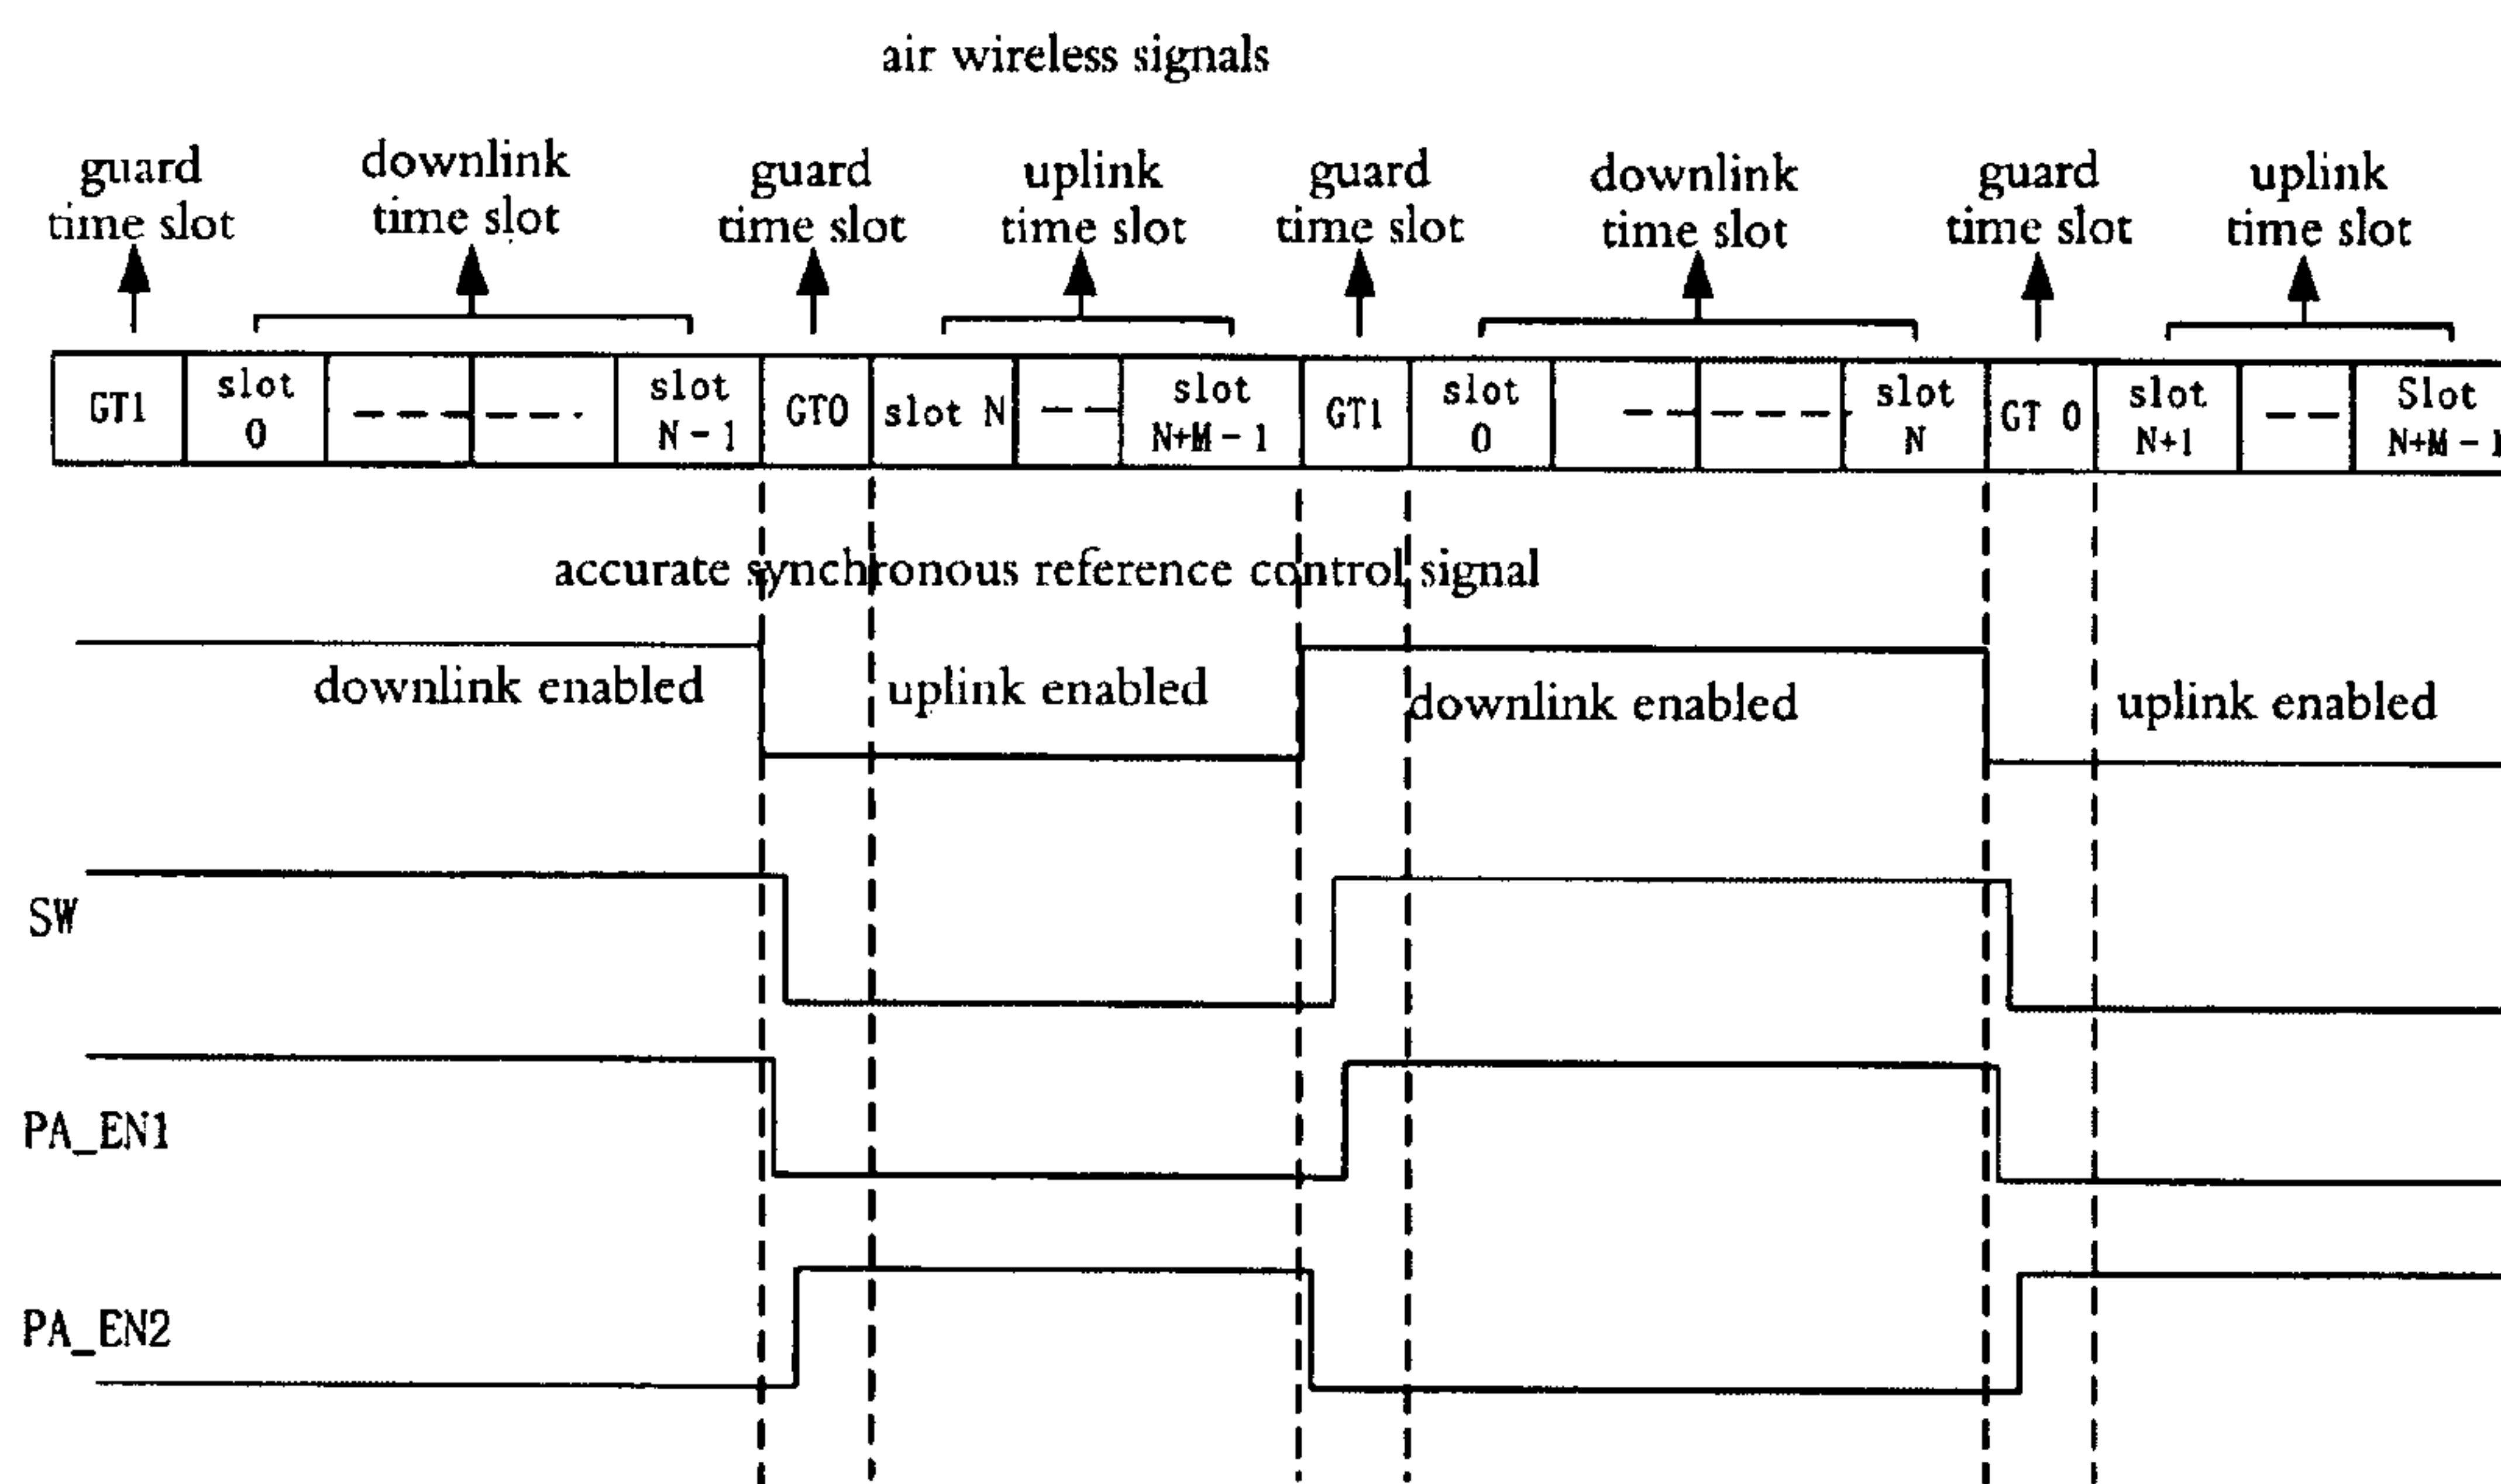 air wireless signals
guard
time slot
downlink
time slot
guard
time slot
uplink
time slot
guard
time slot
downlink
time slot
guard
time slot
uplink
time slot
GT1
slot
0
slot
N-1
GT0
slot N
slot
N+M-1
GT1
slot
0
slot
N
GT 0
slot
N+1
Slot
N+M-1
accurate synchronous reference control signal
downlink enabled
uplink enabled
downlink enabled
uplink enabled
SW
PA_EN1
PA_EN2